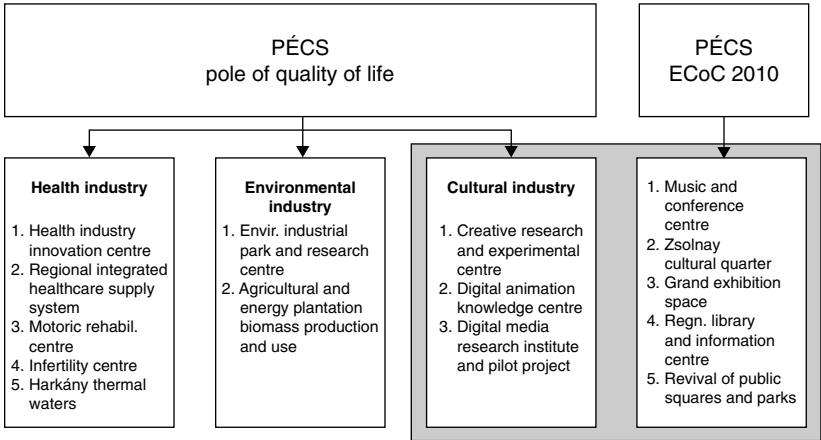 PÉCS
pole of quality of life
PÉCS
ECoC 2010
Health industry
1. Health industry
innovation centre
2. Regional integrated
healthcare supply
system
3. Motoric rehabil.
centre
4. Infertility centre
5. Harkány thermal
waters
Environmental
industry
1. Envir. industrial
park and research
centre
2. Agricultural and
energy plantation
biomass production
and use
Cultural industry
1. Creative research
and experimental
centre
2. Digital animation
knowledge centre
3. Digital media
research institute
and pilot project
1. Music and
conference
centre
2. Zsolnay
cultural quarter
3. Grand exhibition
space
4. Regn. library
and information
centre
5. Revival of public
squares and parks